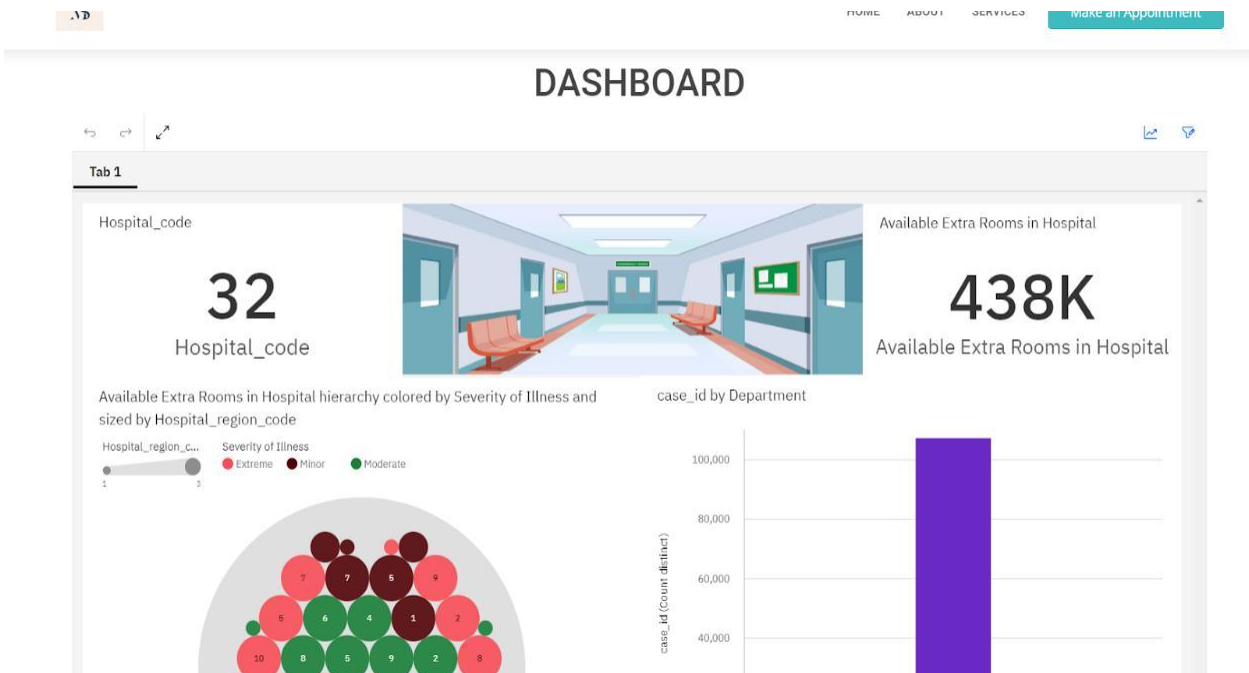 HOME ABOUT SERVICES Make an Appointment
DASHBOARD
Tab 1
Hospital_code
32
Hospital_code
Available Extra Rooms in Hospital
438K
Available Extra Rooms in Hospital
Available Extra Rooms in Hospital hierarchy colored by Severity of Illness and
sized by Hospital_region_code
Hospital_region_c... Severity of Illness
Extreme Minor Moderate
1 3
7 7 5 9
5 6 4 1 2
10 8 5 9 2 8
case_id by Department
case_id (Count distinct)
100,000
80,000
60,000
40,000